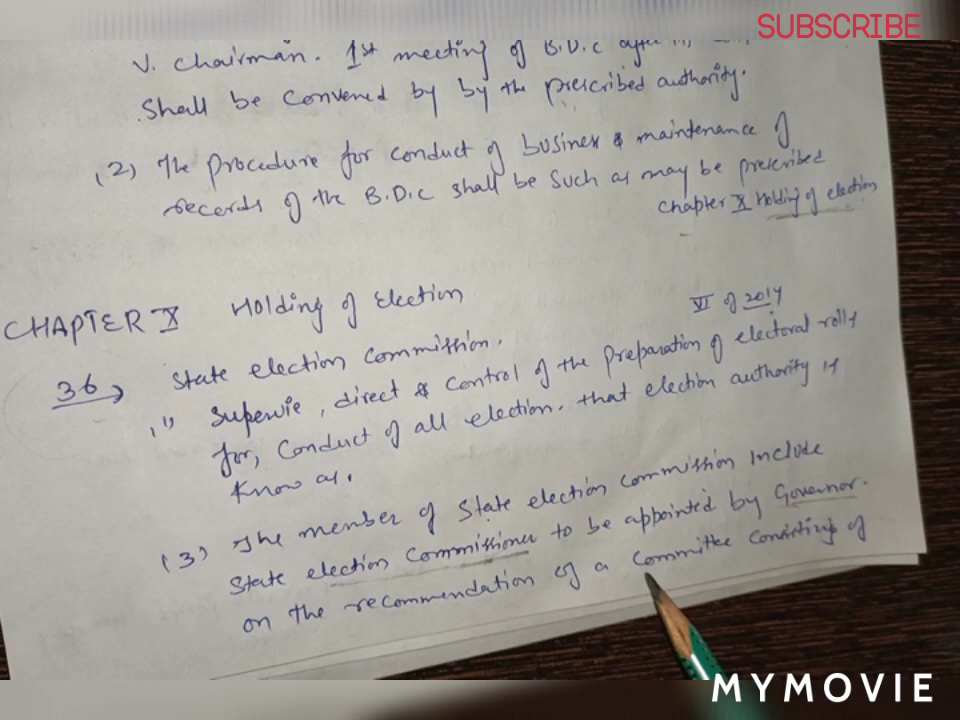 SUBSCRIBE
V. Chairman. 1st meeting of B.D.C after
Shall be convened by by the prescribed authority.
(2) The procedure for conduct of business & maintenance of
records of the B.D.C shall be such as may be prescribed
chapter X Holding of election
CHAPTER X Holding of Election
VI of 2014
36) State election commission.
(1) Supervie, direct & control of the preparation of electoral rolls
for, conduct of all election. that election authority is
know as.
(3) The member of State election commission include
State election Commissioner to be appointed by Governor.
on the recommendation of a committee consisting of
MYMOVIE